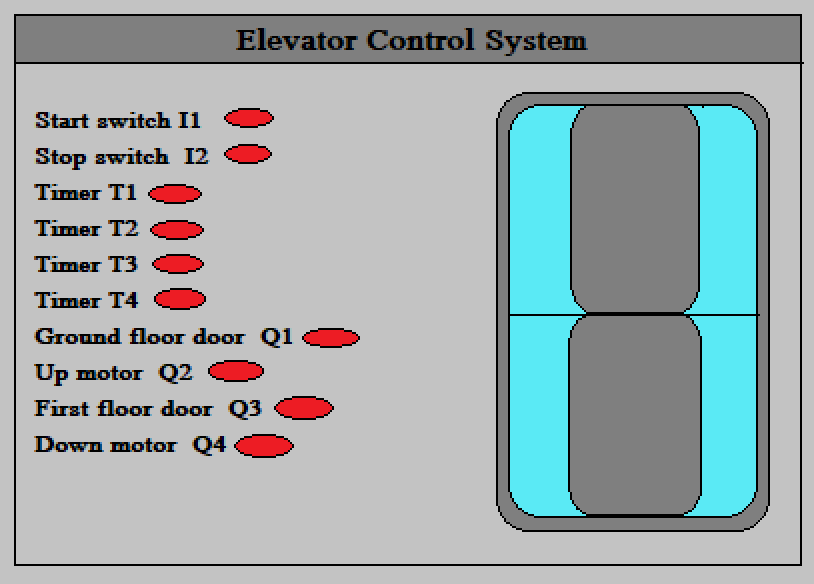 Elevator Control System
Start switch I1
Stop switch I2
Timer T1
Timer T2
Timer T3
Timer T4
Ground floor door Q1
Up motor Q2
First floor door Q3
Down motor Q4